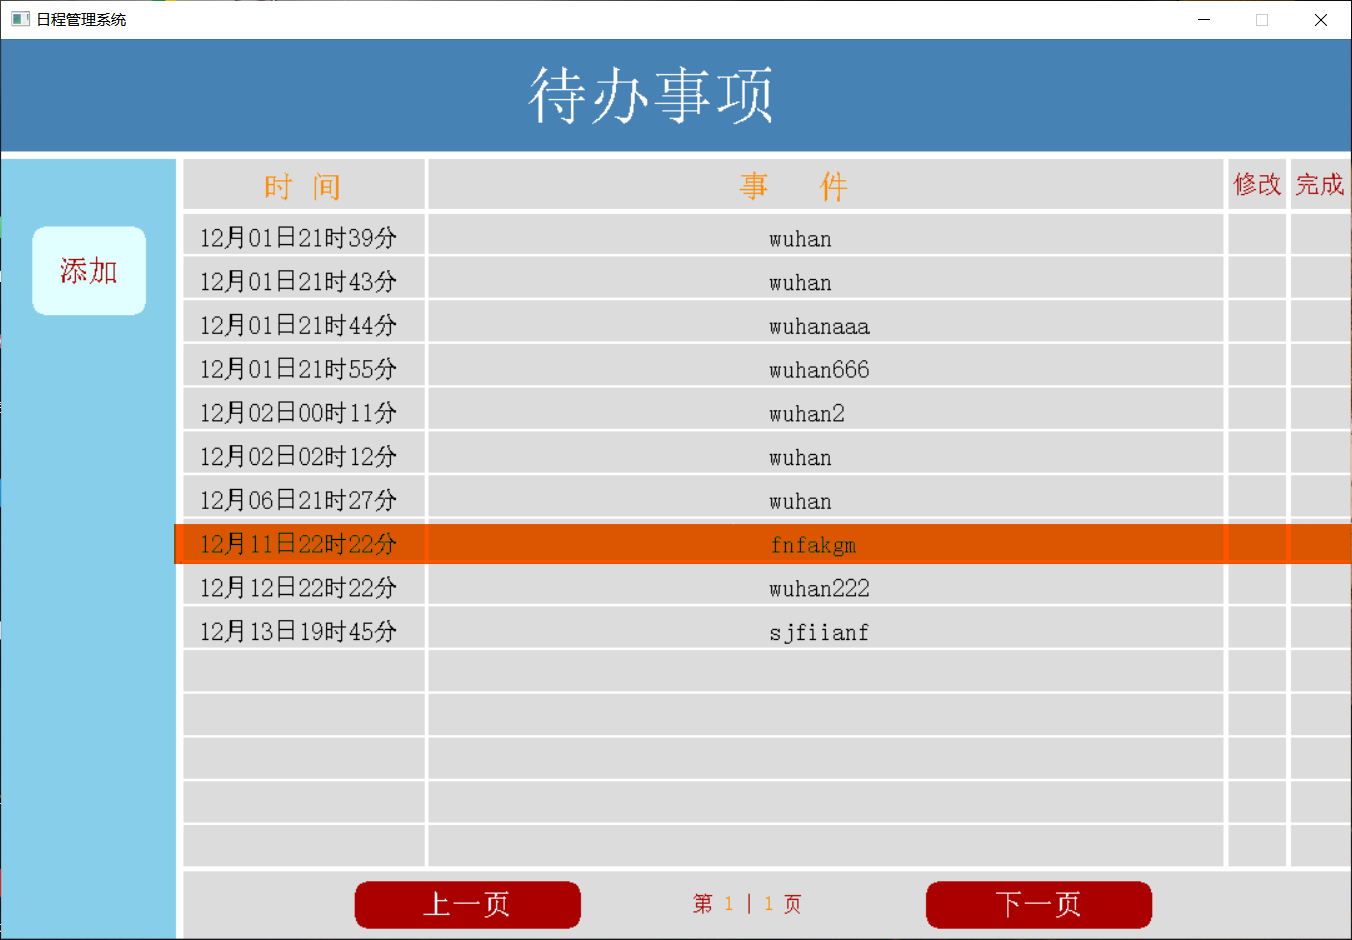 日程管理系统
待办事项
时 间 事 件 修改 完成
添加
12月01日21时39分 wuhan
12月01日21时43分 wuhan
12月01日21时44分 wuhanaaa
12月01日21时55分 wuhan666
12月02日00时11分 wuhan2
12月02日02时12分 wuhan
12月06日21时27分 wuhan
12月11日22时22分 fnfakgm
12月12日22时22分 wuhan222
12月13日19时45分 sjfiianf
上一页 第 1 | 1 页 下一页